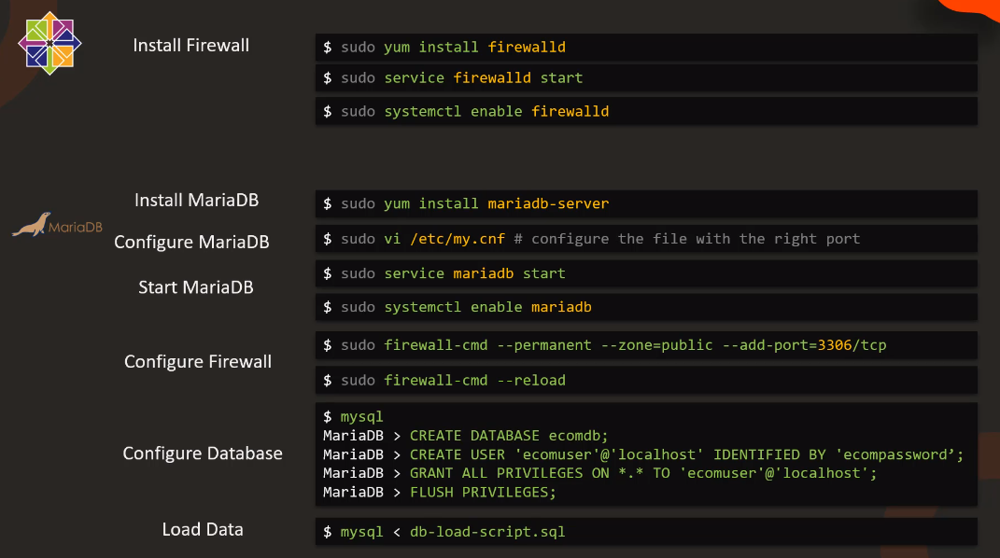 Install Firewall
$ sudo yum install firewalld
$ sudo service firewalld start
$ sudo systemctl enable firewalld
Install MariaDB
$ sudo yum install mariadb-server
MariaDB
Configure MariaDB
$ sudo vi /etc/my.cnf # configure the file with the right port
Start MariaDB
$ sudo service mariadb start
$ sudo systemctl enable mariadb
Configure Firewall
$ sudo firewall-cmd --permanent --zone=public --add-port=3306/tcp
$ sudo firewall-cmd --reload
Configure Database
$ mysql
MariaDB > CREATE DATABASE ecomdb;
MariaDB > CREATE USER 'ecomuser'@'localhost' IDENTIFIED BY 'ecompassword’;
MariaDB > GRANT ALL PRIVILEGES ON *.* TO 'ecomuser'@'localhost';
MariaDB > FLUSH PRIVILEGES;
Load Data
$ mysql < db-load-script.sql